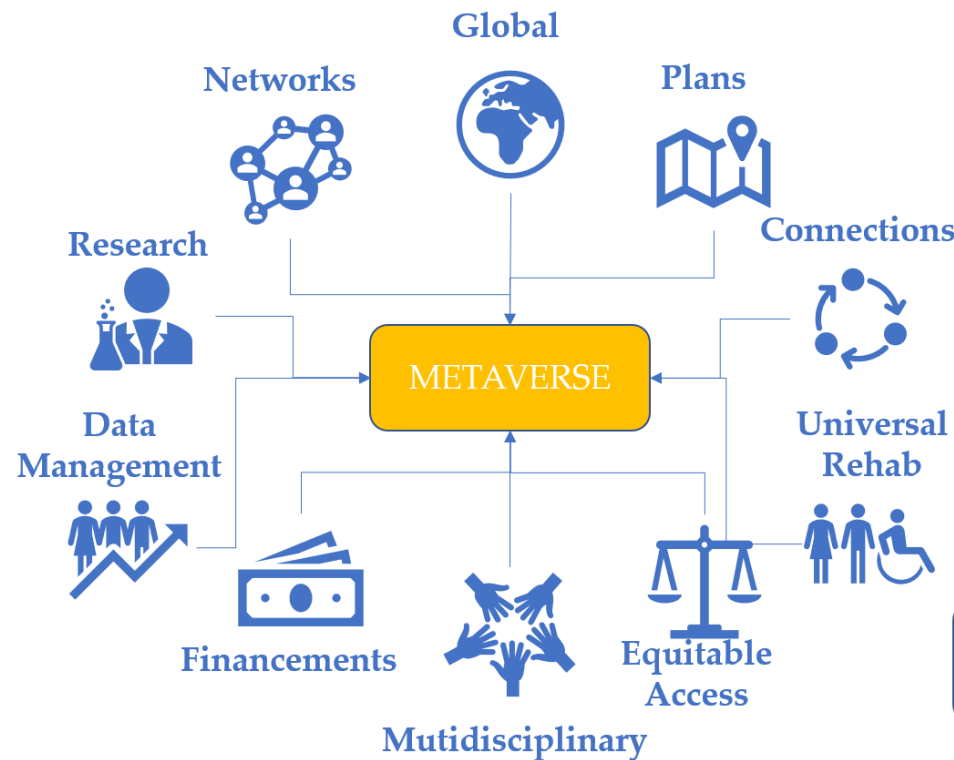 Global
Networks
Plans
Research
Connections
METAVERSE
Data
Management
Universal
Rehab
Financements
Equitable
Access
Mutidisciplinary